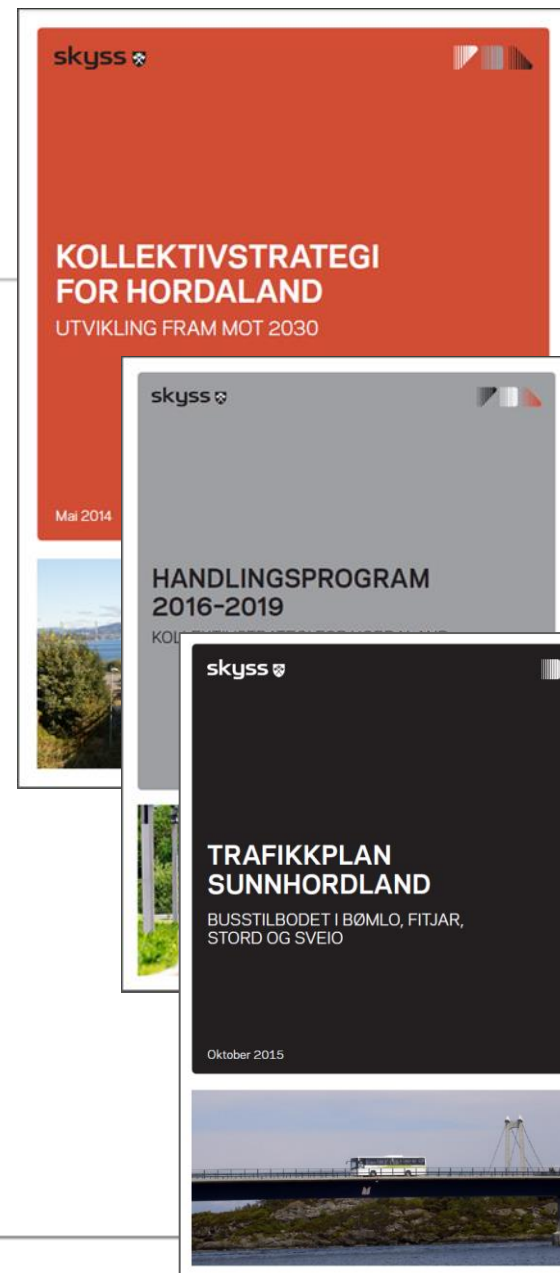 skyss
KOLLEKTIVSTRATEGI
FOR HORDALAND
UTVIKLING FRAM MOT 2030
Mai 2014
skyss
HANDLINGSPROGRAM
2016-2019
skyss
TRAFIKKPLAN
SUNNHORDLAND
BUSSTILBODET I BØMLO, FITJAR,
STORD OG SVEIO
Oktober 2015